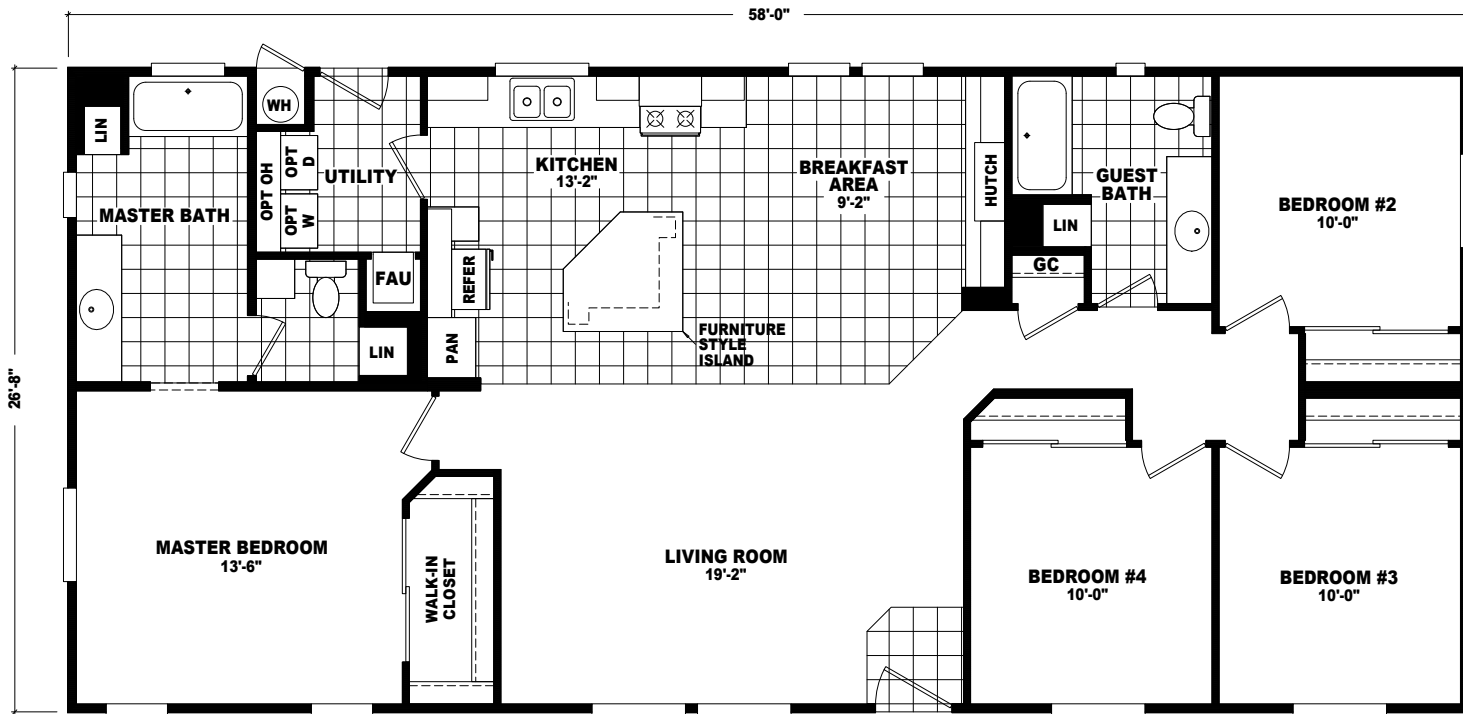 58'-0"
26'-8"
LIN
WH
OPT OH
OPT
D
OPT
W
UTILITY
MASTER BATH
FAU
LIN
KITCHEN
13'-2"
BREAKFAST
AREA
9'-2"
HUTCH
REFER
PAN
FURNITURE
STYLE
ISLAND
GUEST
BATH
LIN
GC
BEDROOM #2
10'-0"
MASTER BEDROOM
13'-6"
WALK-IN
CLOSET
LIVING ROOM
19'-2"
BEDROOM #4
10'-0"
BEDROOM #3
10'-0"